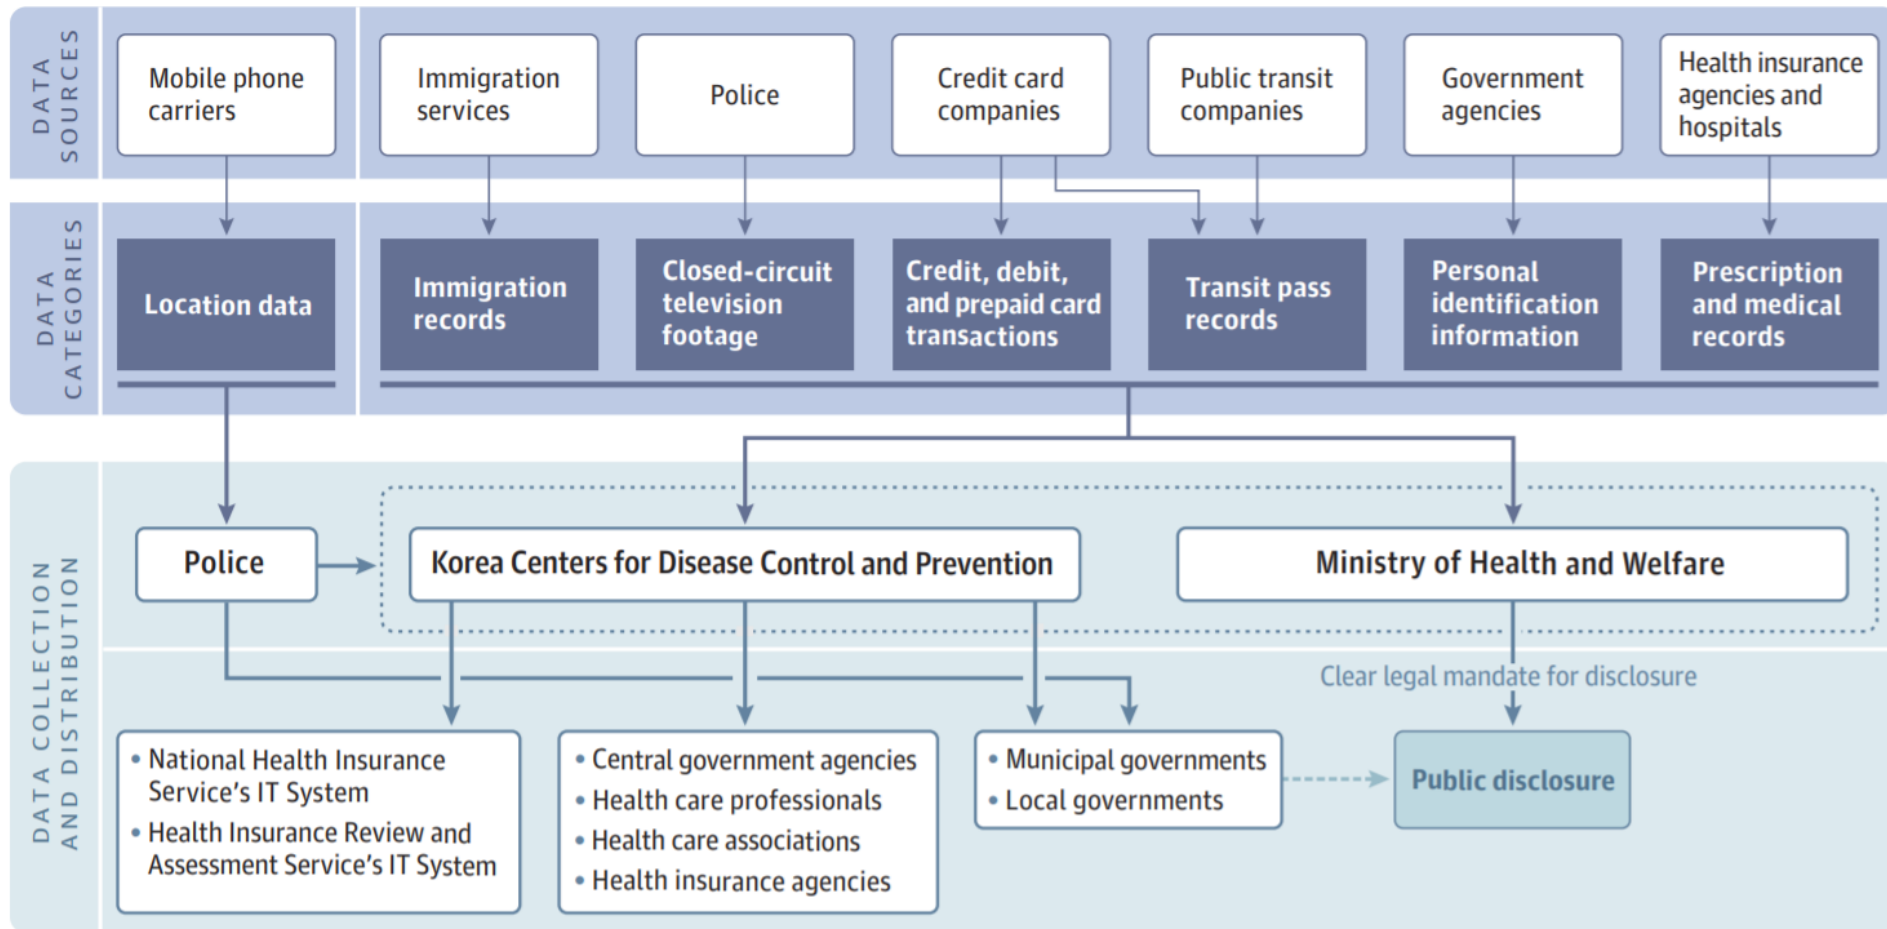 DATA
SOURCES
Mobile phone
carriers
Immigration
services
Police
Credit card
companies
Public transit
companies
Government
agencies
Health insurance
agencies and
hospitals
DATA
CATEGORIES
Location data
Immigration
records
Closed-circuit
television
footage
Credit, debit,
and prepaid card
transactions
Transit pass
records
Personal
identification
information
Prescription
and medical
records
DATA COLLECTION
AND DISTRIBUTION
Police
Korea Centers for Disease Control and Prevention
Ministry of Health and Welfare
Clear legal mandate for disclosure
• National Health Insurance
Service's IT System
• Health Insurance Review and
Assessment Service's IT System
• Central government agencies
• Health care professionals
• Health care associations
• Health insurance agencies
• Municipal governments
• Local governments
Public disclosure